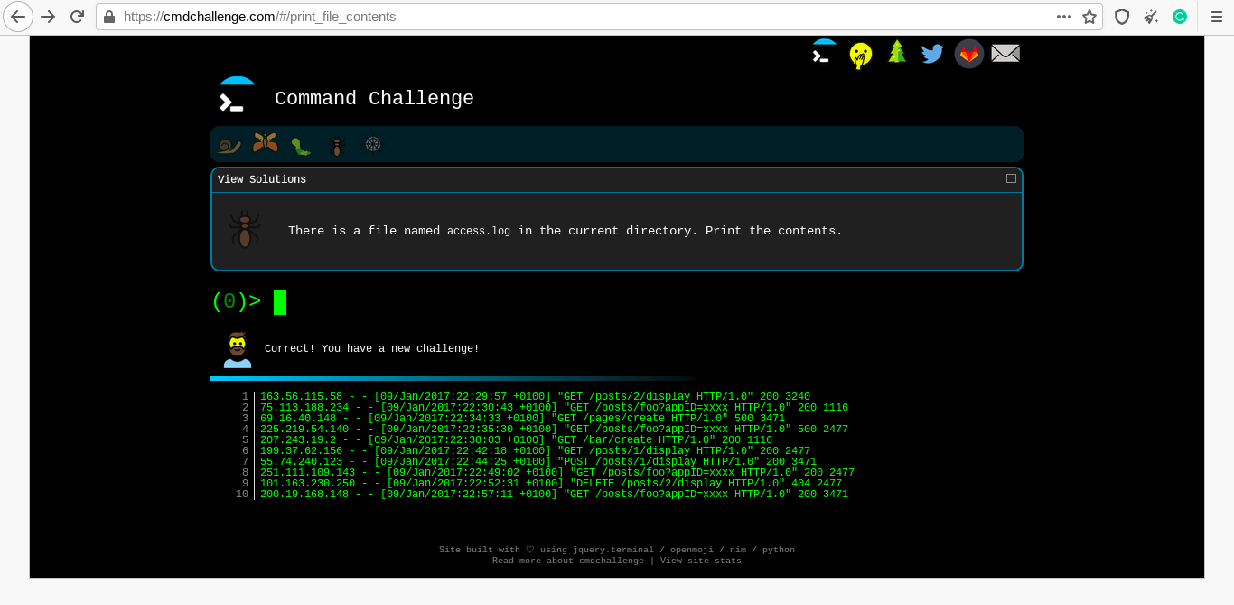 https://cmdchallenge.com/#/print_file_contents
Command Challenge
View Solutions
There is a file named access.log in the current directory. Print the contents.
(0)>
Correct! You have a new challenge!
1 163.56.115.58 - - [09/Jan/2017:22:29:57 +0100] "GET /posts/2/display HTTP/1.0" 200 3240
2 75.113.188.234 - - [09/Jan/2017:22:30:43 +0100] "GET /posts/foo?appID=xxxx HTTP/1.0" 200 1116
3 69.16.40.148 - - [09/Jan/2017:22:34:33 +0100] "GET /pages/create HTTP/1.0" 500 3471
4 225.219.54.140 - - [09/Jan/2017:22:35:30 +0100] "GET /posts/foo?appID=xxxx HTTP/1.0" 500 2477
5 207.243.19.2 - - [09/Jan/2017:22:38:03 +0100] "GET /bar/create HTTP/1.0" 200 1116
6 199.37.62.156 - - [09/Jan/2017:22:42:18 +0100] "GET /posts/1/display HTTP/1.0" 200 2477
7 55.74.240.123 - - [09/Jan/2017:22:44:25 +0100] "POST /posts/1/display HTTP/1.0" 200 3471
8 251.111.109.143 - - [09/Jan/2017:22:49:02 +0100] "GET /posts/foo?appID=xxxx HTTP/1.0" 200 2477
9 101.163.230.250 - - [09/Jan/2017:22:52:31 +0100] "DELETE /posts/2/display HTTP/1.0" 404 2477
10 200.19.168.148 - - [09/Jan/2017:22:57:11 +0100] "GET /posts/foo?appID=xxxx HTTP/1.0" 200 3471
Site built with ♡ using jquery.terminal / openmoji / nim / python
Read more about cmdchallenge | View site stats